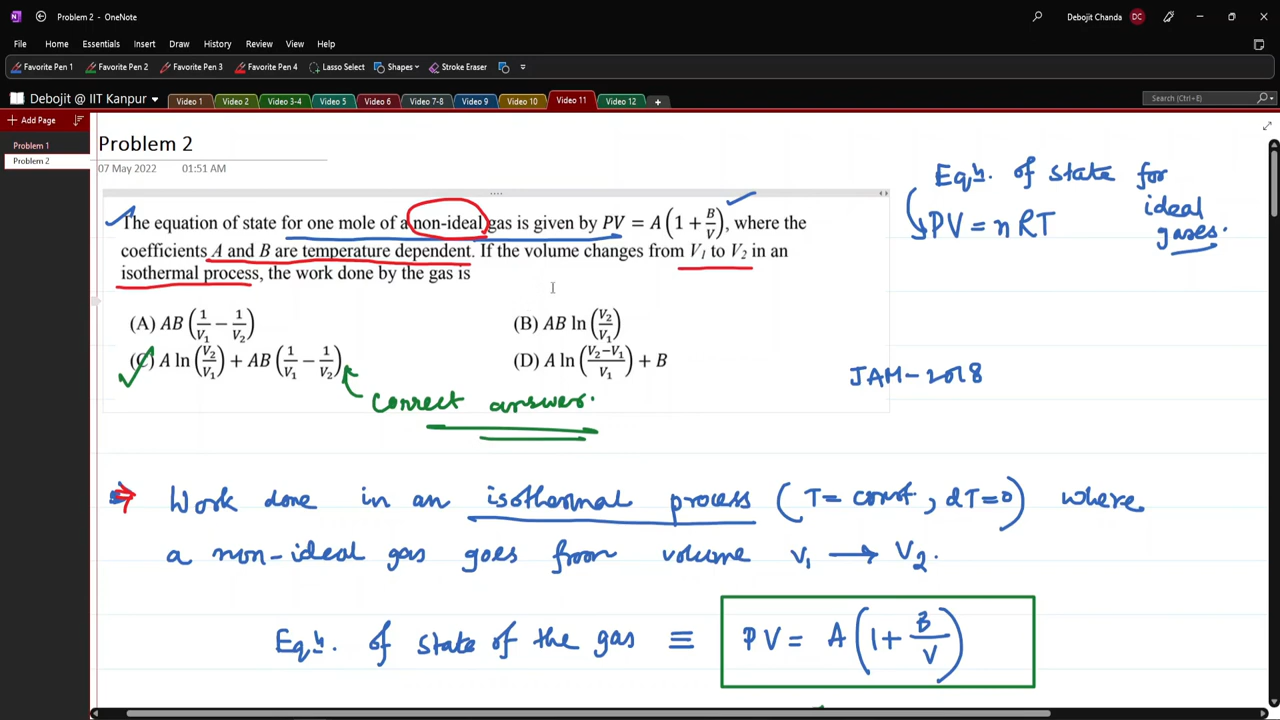 Problem 2 - OneNote
Debojit Chanda DC
File Home Essentials Insert Draw History Review View Help
Favorite Pen 1 Favorite Pen 2 Favorite Pen 3 Favorite Pen 4 Lasso Select Shapes Stroke Eraser
Debojit @ IIT Kanpur Video 1 Video 2 Video 3-4 Video 5 Video 6 Video 7-8 Video 9 Video 10 Video 11 Video 12 Search (Ctrl+E)
Add Page
Problem 1
Problem 2
Problem 2
07 May 2022 01:51 AM
The equation of state for one mole of a non-ideal gas is given by PV = A(1 + B/V), where the
coefficients A and B are temperature dependent. If the volume changes from V₁ to V₂ in an
isothermal process, the work done by the gas is
(A) AB (1/V₁ − 1/V₂) (B) AB ln (V₂/V₁)
(C) A ln (V₂/V₁) + AB (1/V₁ − 1/V₂) (D) A ln ((V₂−V₁)/V₁) + B
correct answer.
Eqⁿ. of state for
ideal
gases.
PV = nRT
JAM-2018
⇒ Work done in an isothermal process (T = const, dT=0) where
a non-ideal gas goes from volume V₁ → V₂.
Eqⁿ. of state of the gas ≡ PV = A(1 + B/V)